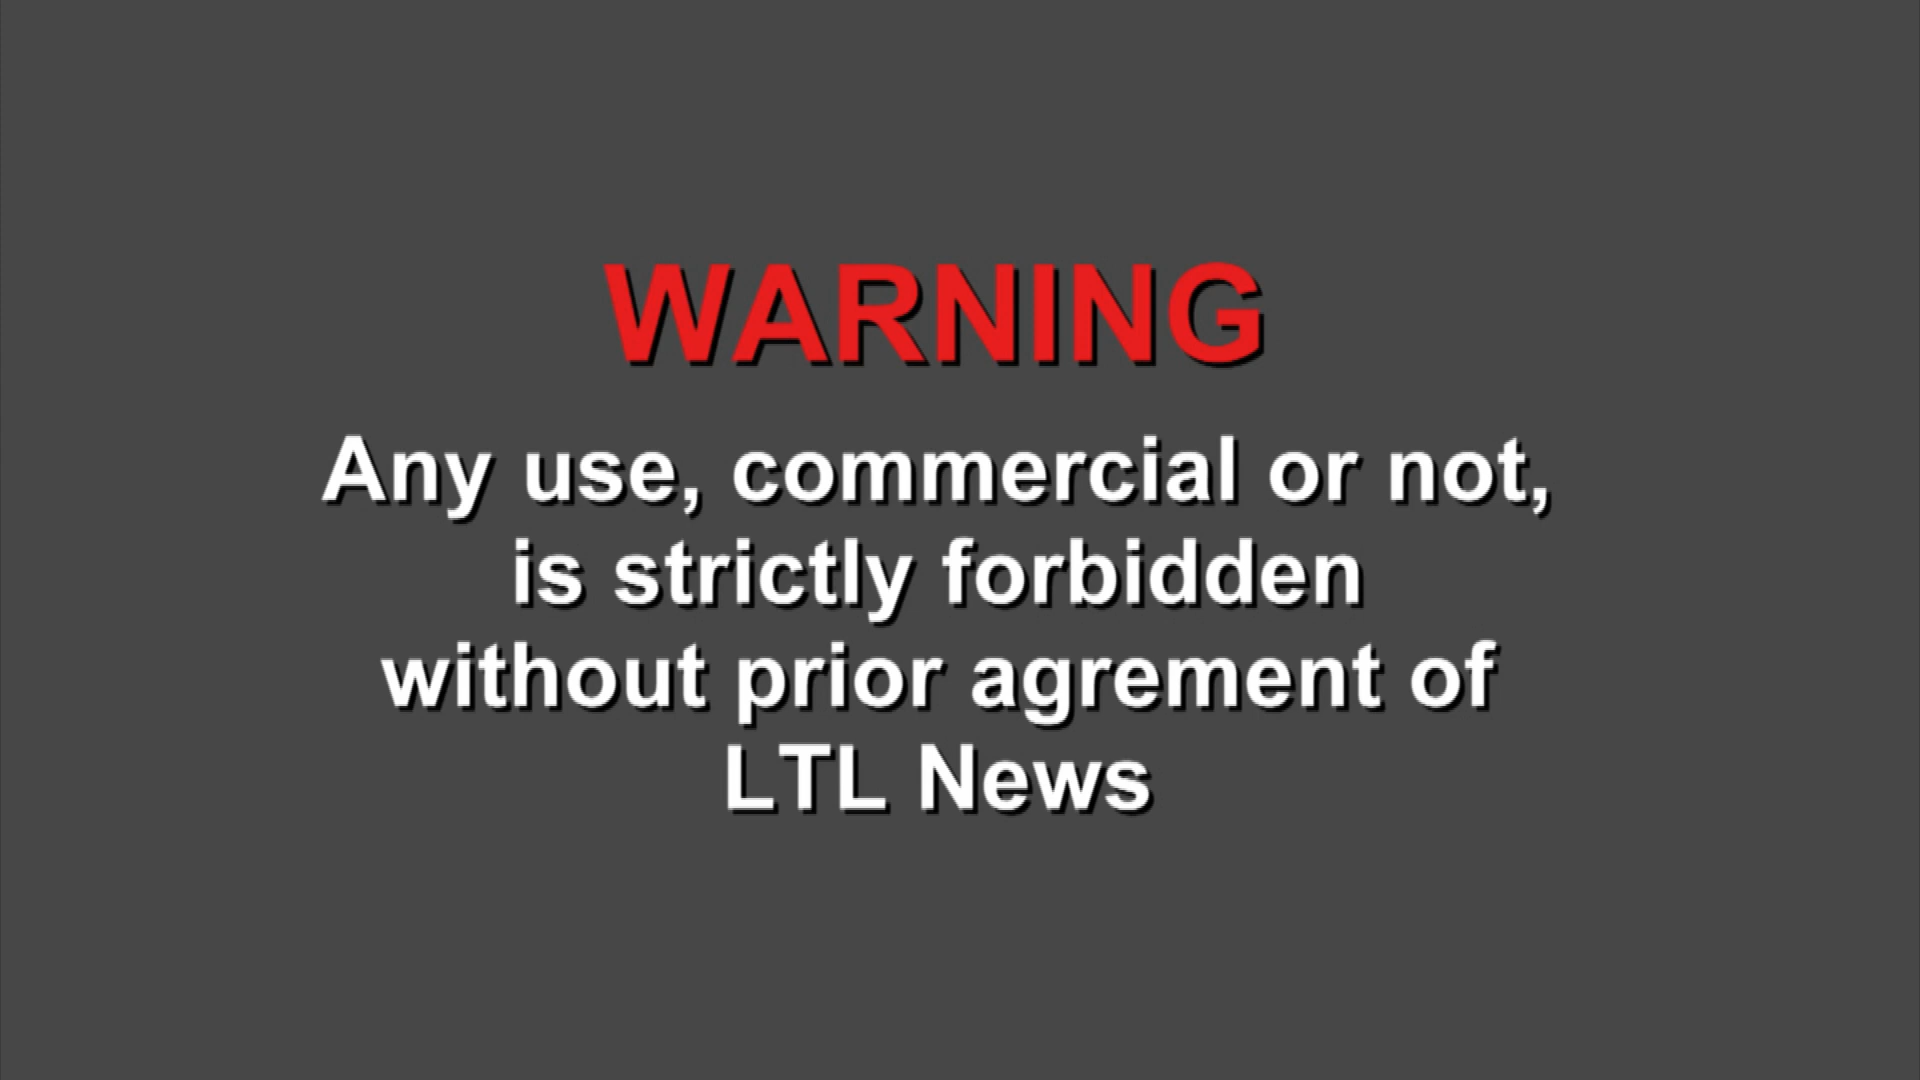 WARNING
Any use, commercial or not,
is strictly forbidden
without prior agrement of
LTL News